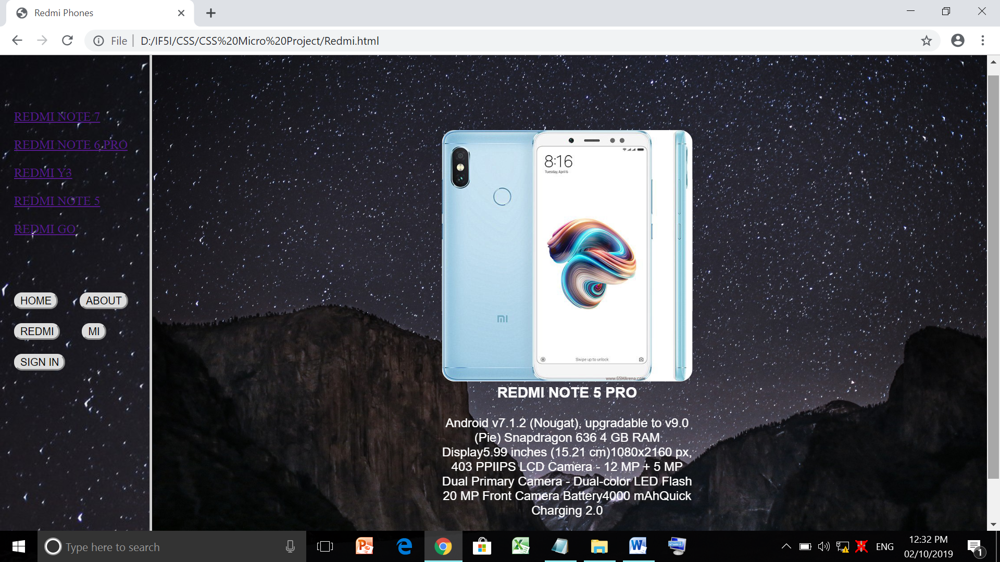 Redmi Phones
File
D:/IF5I/CSS/CSS%20Micro%20Project/Redmi.html
REDMI NOTE 7
REDMI NOTE 6 PRO
REDMI Y3
REDMI NOTE 5
REDMI GO
HOME ABOUT
REDMI MI
SIGN IN
8:16
Tuesday, April 6
MI
Swipe up to unlock
www.GSMArena.com
REDMI NOTE 5 PRO
Android v7.1.2 (Nougat), upgradable to v9.0
(Pie) Snapdragon 636 4 GB RAM
Display5.99 inches (15.21 cm)1080x2160 px,
403 PPIIPS LCD Camera - 12 MP + 5 MP
Dual Primary Camera - Dual-color LED Flash
20 MP Front Camera Battery4000 mAhQuick
Charging 2.0
Type here to search
ENG
12:32 PM
02/10/2019
1